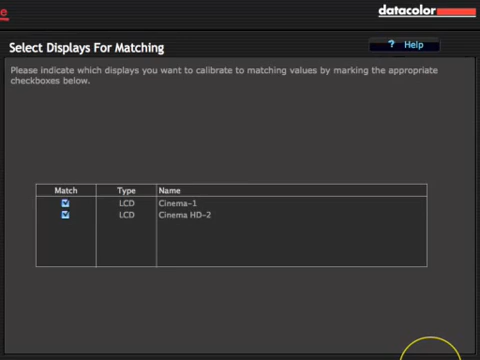 e
datacolor
Select Displays For Matching
? Help
Please indicate which displays you want to calibrate to matching values by marking the appropriate
checkboxes below.
Match Type Name
LCD Cinema-1
LCD Cinema HD-2